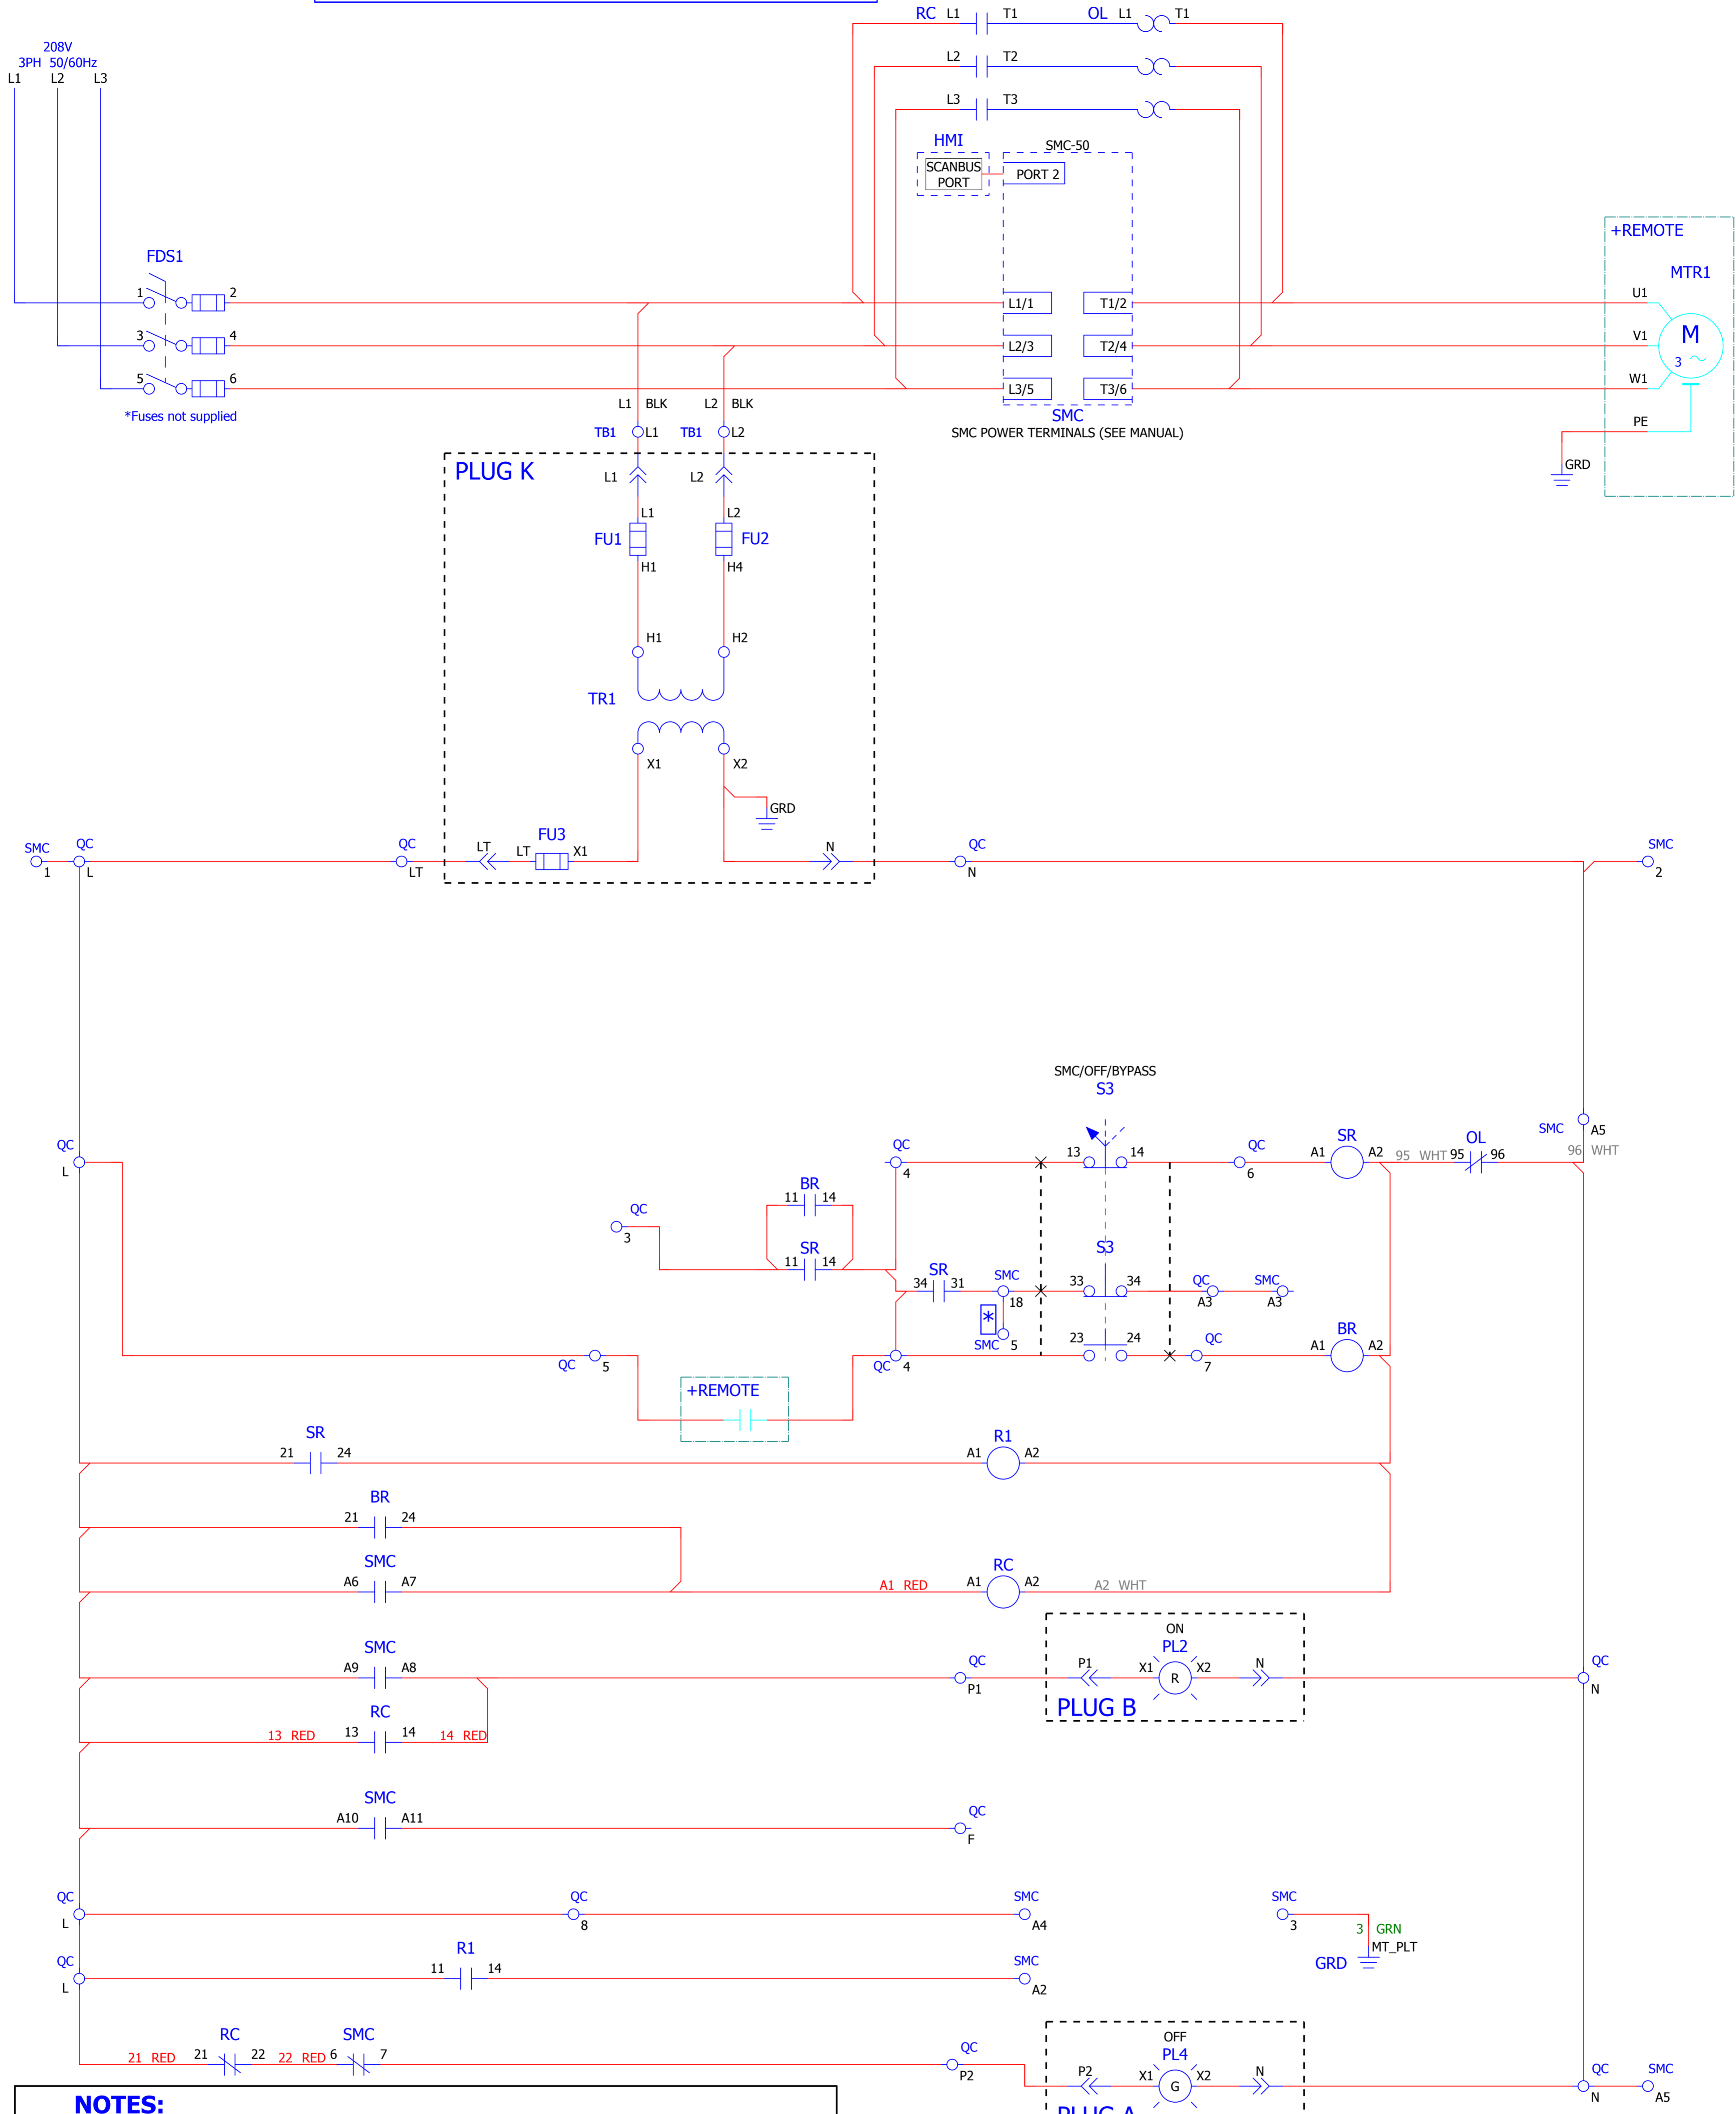 RC L1 T1 OL L1 T1
208V
3PH 50/60Hz
L1 L2 L3
L2 T2
L3 T3
HMI
SMC-50
SCANBUS
PORT
PORT 2
+REMOTE
MTR1
FDS1
1 2
L1/1 T1/2
U1
3 4
L2/3 T2/4
V1
M
3
5 6
L3/5 T3/6
W1
*Fuses not supplied
L1 BLK L2 BLK
SMC
SMC POWER TERMINALS (SEE MANUAL)
PE
TB1 L1 TB1 L2
GRD
PLUG K
L1 L2
L1 L2
FU1 FU2
H1 H4
H1 H2
TR1
X1 X2
GRD
FU3
SMC QC QC LT LT X1 N QC SMC
1 L LT N 2
SMC/OFF/BYPASS
S3
SMC A5
QC QC 13 14 QC A1 SR A2 95 WHT 95 OL 96 96 WHT
L 4 6
BR
11 14
QC
3
SR
11 14
S3
SR
34 31 SMC 33 34 QC SMC
18 A3 A3
*
SMC 5
23 24 QC BR
A1 A2
QC 5 QC 4 7
+REMOTE
SR
21 24
R1
A1 A2
BR
21 24
SMC
A6 A7
RC
A1 RED A1 A2 A2 WHT
ON
SMC
A9 A8
PL2
QC P1 X1 R X2 N QC
P1 N
PLUG B
RC
13 RED 13 14 14 RED
SMC
A10 A11
QC
F
QC QC SMC SMC
L 8 A4 3
3 GRN
MT_PLT
GRD
QC
L
R1
11 14
SMC
A2
RC SMC
21 RED 21 22 22 RED 6 7
QC
P2
OFF
PL4
P2 X1 G X2 N
QC SMC
N A5
PLUG A
NOTES: